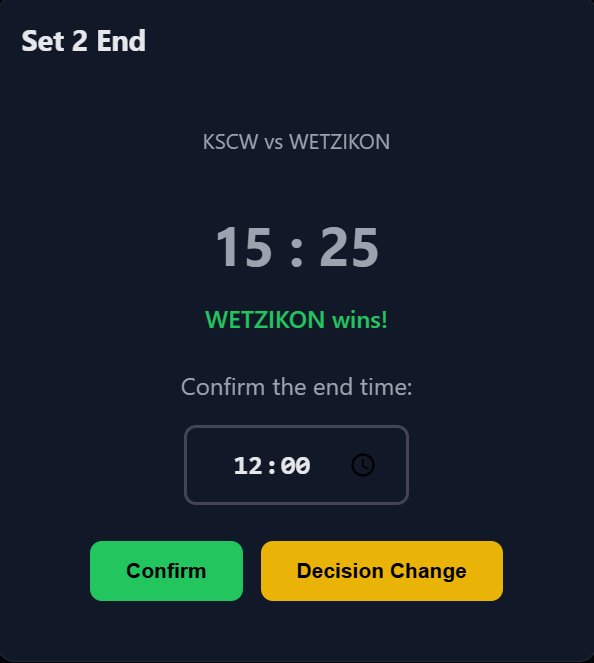 Set 2 End
KSCW vs WETZIKON
15 : 25
WETZIKON wins!
Confirm the end time:
12:00
Confirm Decision Change